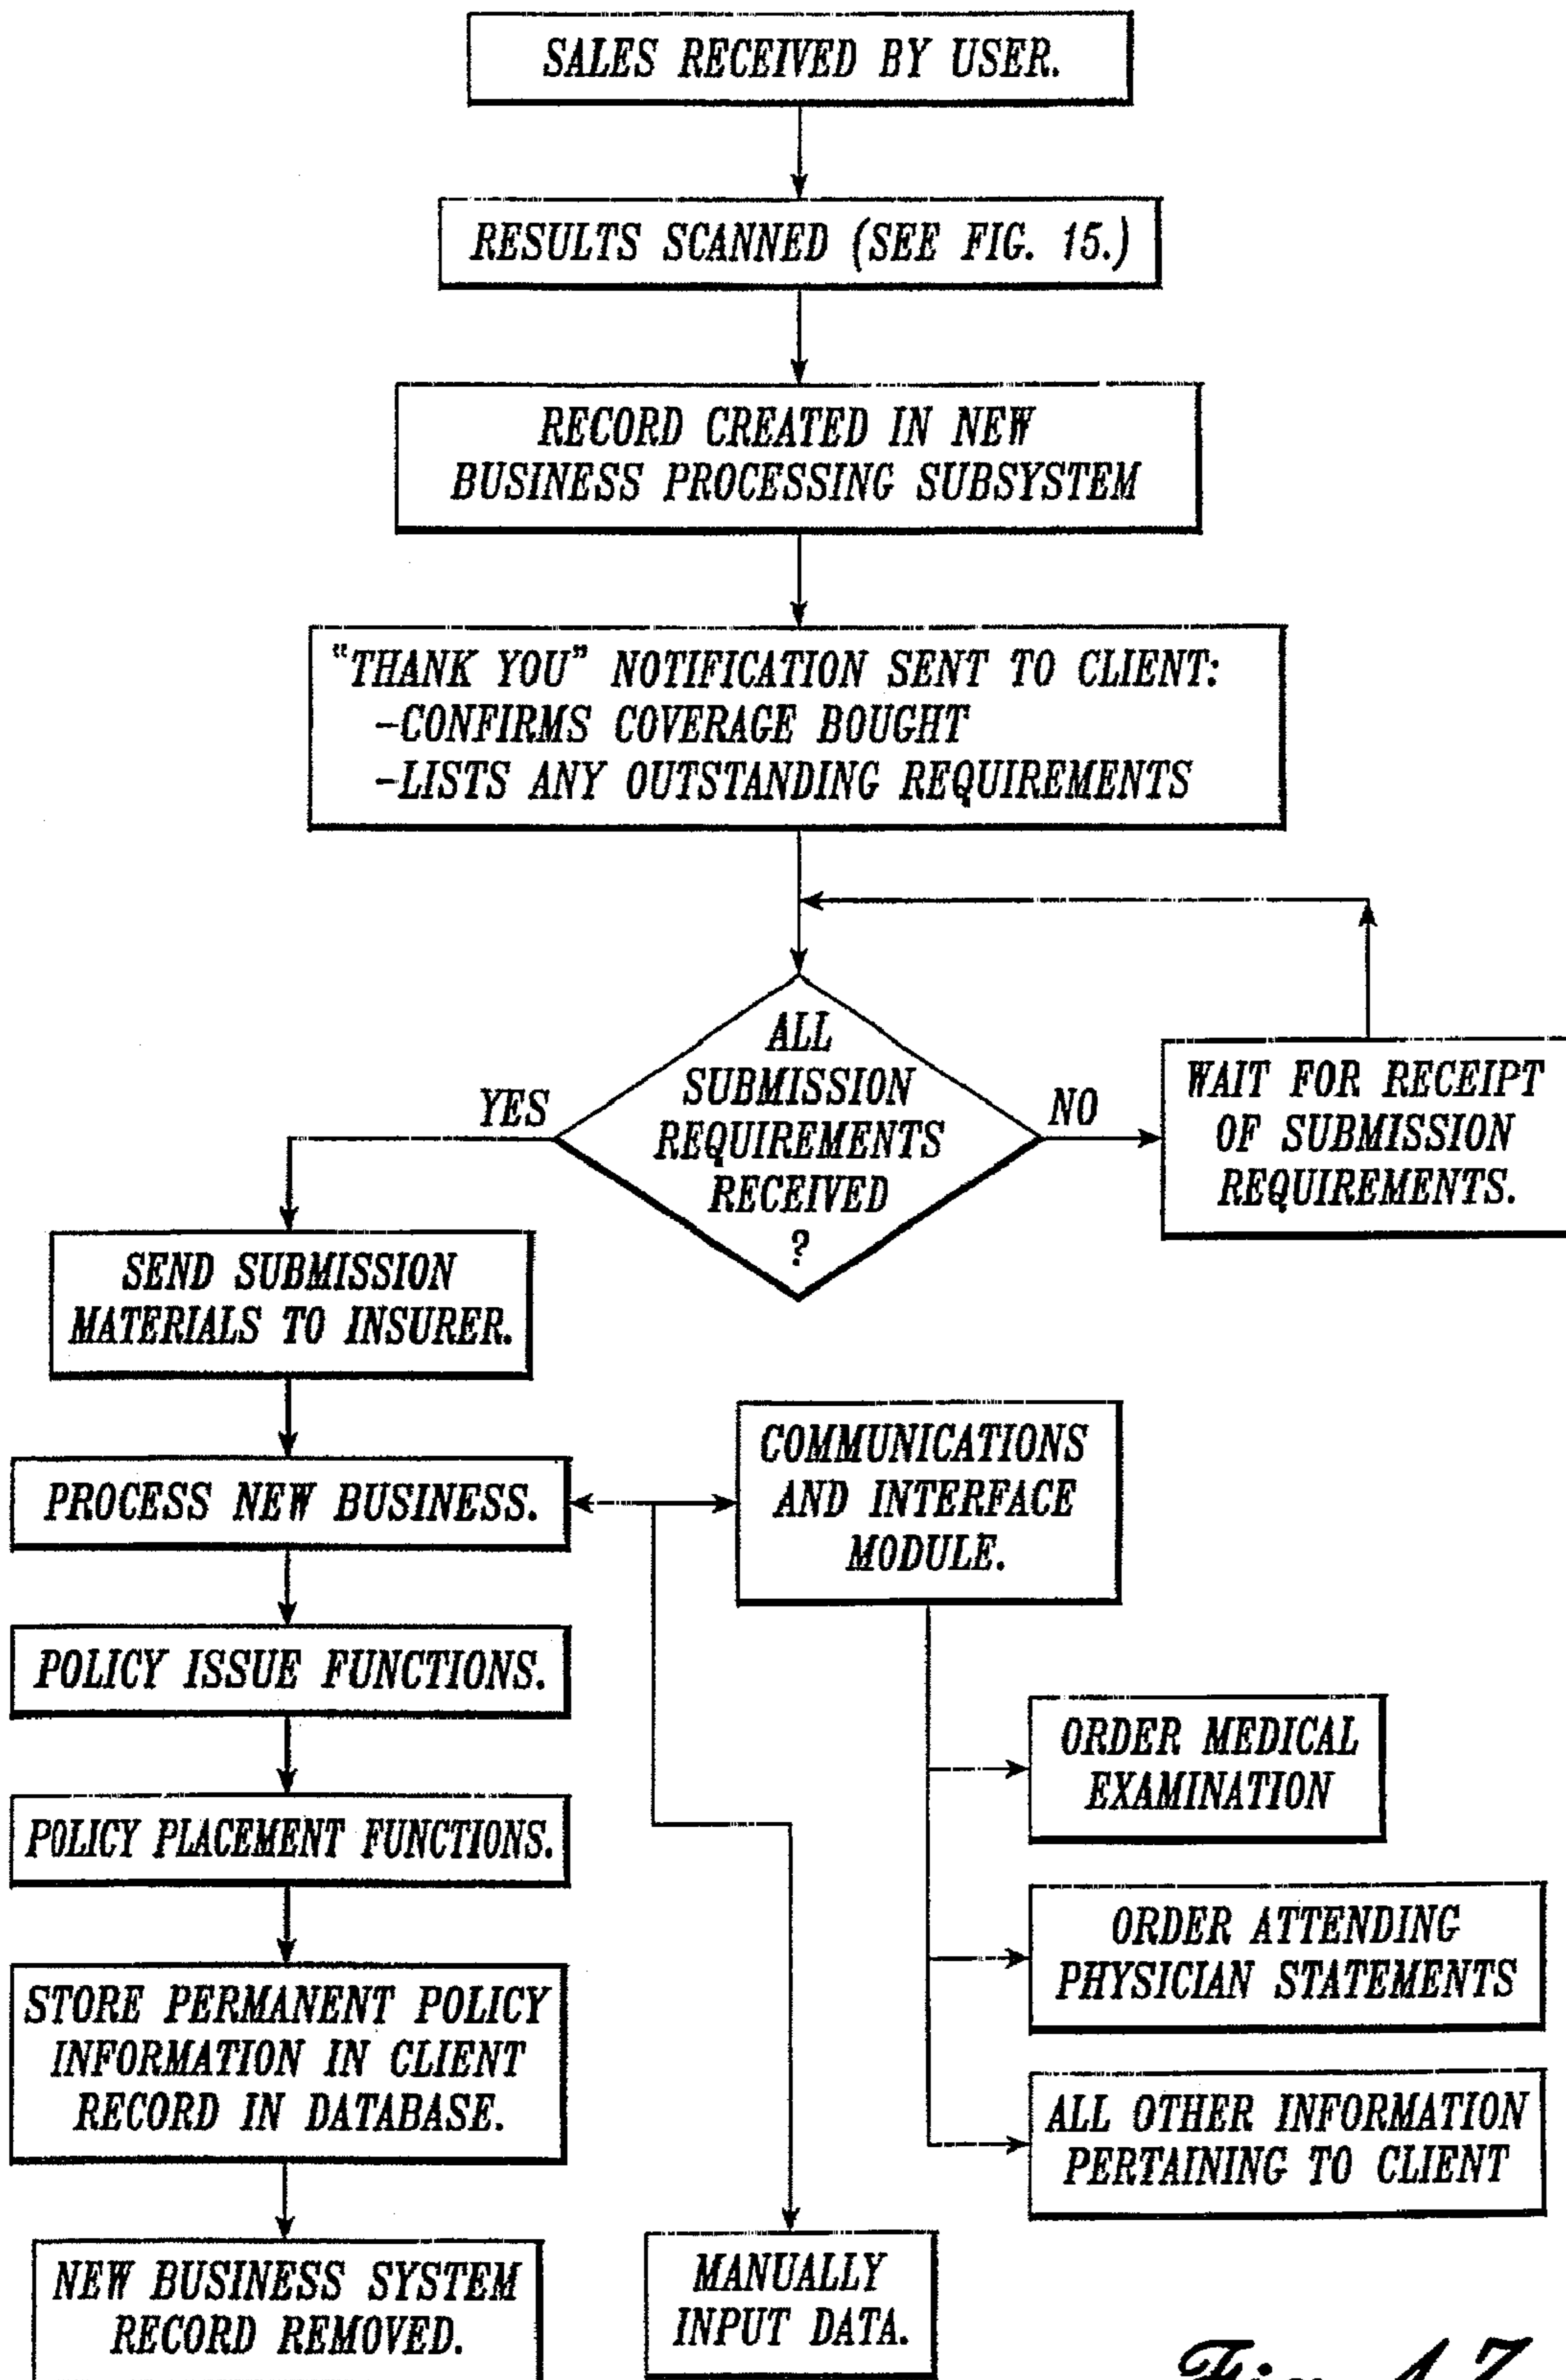 SALES RECEIVED BY USER.
RESULTS SCANNED (SEE FIG. 15.)
RECORD CREATED IN NEW
BUSINESS PROCESSING SUBSYSTEM
"THANK YOU" NOTIFICATION SENT TO CLIENT:
-CONFIRMS COVERAGE BOUGHT
-LISTS ANY OUTSTANDING REQUIREMENTS
ALL
SUBMISSION
REQUIREMENTS
RECEIVED
?
YES
NO
WAIT FOR RECEIPT
OF SUBMISSION
REQUIREMENTS.
SEND SUBMISSION
MATERIALS TO INSURER.
PROCESS NEW BUSINESS.
COMMUNICATIONS
AND INTERFACE
MODULE.
POLICY ISSUE FUNCTIONS.
POLICY PLACEMENT FUNCTIONS.
ORDER MEDICAL
EXAMINATION
ORDER ATTENDING
PHYSICIAN STATEMENTS
ALL OTHER INFORMATION
PERTAINING TO CLIENT
STORE PERMANENT POLICY
INFORMATION IN CLIENT
RECORD IN DATABASE.
NEW BUSINESS SYSTEM
RECORD REMOVED.
MANUALLY
INPUT DATA.